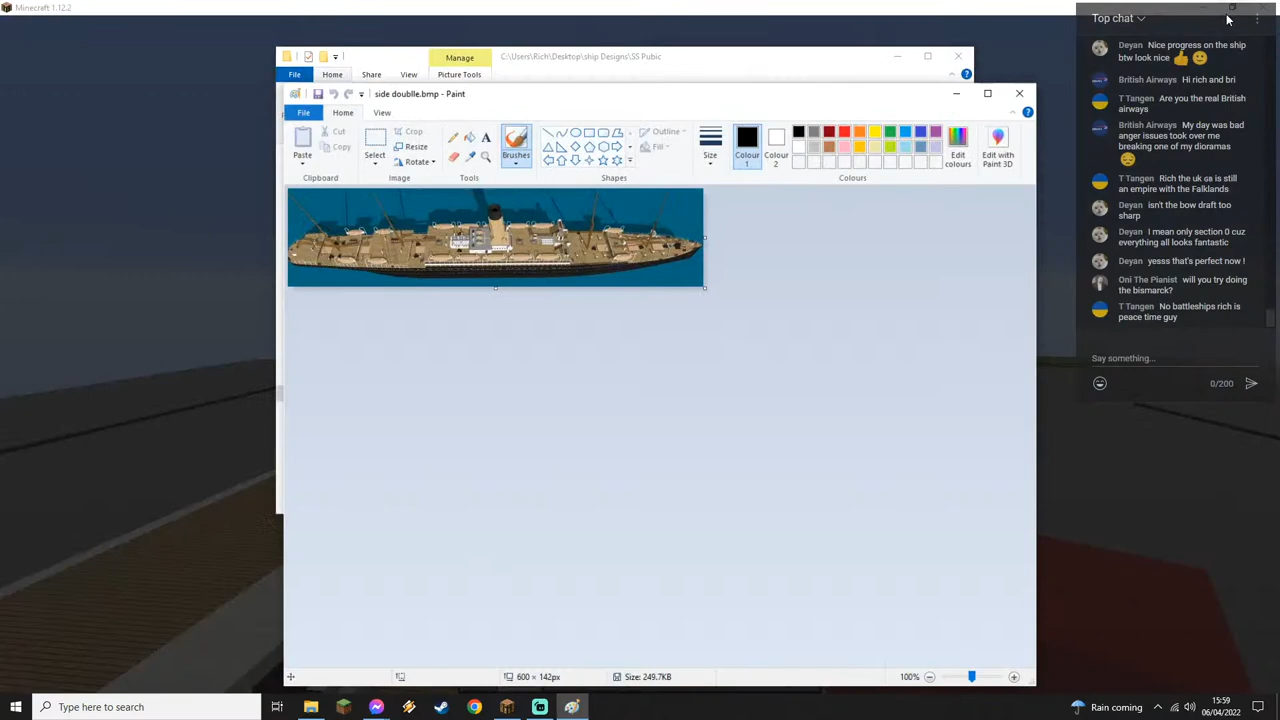 Minecraft 1.12.2
Top chat
Manage
C:\Users\Rich\Desktop\ship Designs\SS Pubic
File Home Share View Picture Tools
side doublle.bmp - Paint
File Home View
Paste
Cut
Copy
Clipboard
Select
Crop
Resize
Rotate
Image
Tools
Brushes
Outline
Fill
Shapes
Size
Colour 1
Colour 2
Edit colours
Edit with Paint 3D
Colours
Deyan Nice progress on the ship
btw look nice
British Airways Hi rich and bri
T Tangen Are you the real British
airways
British Airways My day was bad
anger issues took over me
breaking one of my dioramas
T Tangen Rich the uk GB is still
an empire with the Falklands
Deyan isn't the bow draft too
sharp
Deyan I mean only section 0 cuz
everything all looks fantastic
Deyan yesss that's perfect now !
Oni The Pianist will you try doing
the bismarck?
T Tangen No battleships rich is
peace time guy
Say something...
0/200
600 × 142px
Size: 249.7KB
100%
Type here to search
Rain coming
15:59
06/04/2022